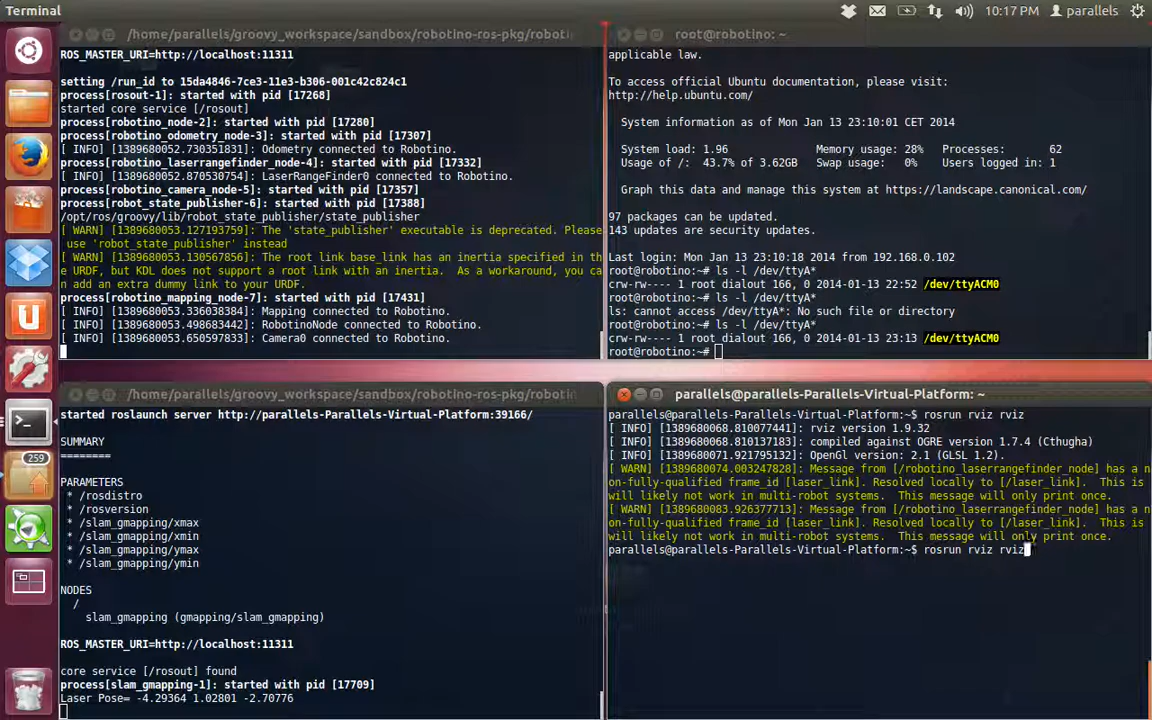 Terminal
10:17 PM
parallels
/home/parallels/groovy_workspace/sandbox/robotino-ros-pkg/roboti
ROS_MASTER_URI=http://localhost:11311
setting /run_id to 15da4846-7ce3-11e3-b306-001c42c824c1
process[rosout-1]: started with pid [17268]
started core service [/rosout]
process[robotino_node-2]: started with pid [17280]
process[robotino_odometry_node-3]: started with pid [17307]
[ INFO] [1389680052.730351831]: Odometry connected to Robotino.
process[robotino_laserrangefinder_node-4]: started with pid [17332]
[ INFO] [1389680052.870530754]: LaserRangeFinder0 connected to Robotino.
process[robotino_camera_node-5]: started with pid [17357]
process[robot_state_publisher-6]: started with pid [17388]
/opt/ros/groovy/lib/robot_state_publisher/state_publisher
[ WARN] [1389680053.127193759]: The 'state_publisher' executable is deprecated. Please
use 'robot_state_publisher' instead
[ WARN] [1389680053.130567856]: The root link base_link has an inertia specified in th
e URDF, but KDL does not support a root link with an inertia.  As a workaround, you ca
n add an extra dummy link to your URDF.
process[robotino_mapping_node-7]: started with pid [17431]
[ INFO] [1389680053.336038384]: Mapping connected to Robotino.
[ INFO] [1389680053.498683442]: RobotinoNode connected to Robotino.
[ INFO] [1389680053.650597833]: Camera0 connected to Robotino.
root@robotino: ~
applicable law.
To access official Ubuntu documentation, please visit:
http://help.ubuntu.com/
System information as of Mon Jan 13 23:10:01 CET 2014
System load: 1.96 Memory usage: 28% Processes: 62
Usage of /: 43.7% of 3.62GB Swap usage: 0% Users logged in: 1
Graph this data and manage this system at https://landscape.canonical.com/
97 packages can be updated.
143 updates are security updates.
Last login: Mon Jan 13 23:10:18 2014 from 192.168.0.102
root@robotino:~# ls -l /dev/ttyA*
crw-rw---- 1 root dialout 166, 0 2014-01-13 22:52 /dev/ttyACM0
root@robotino:~# ls -l /dev/ttyA*
ls: cannot access /dev/ttyA*: No such file or directory
root@robotino:~# ls -l /dev/ttyA*
crw-rw---- 1 root dialout 166, 0 2014-01-13 23:13 /dev/ttyACM0
root@robotino:~#
259
/home/parallels/groovy_workspace/sandbox/robotino-ros-pkg/roboti
started roslaunch server http://parallels-Parallels-Virtual-Platform:39166/
SUMMARY
========
PARAMETERS
* /rosdistro
* /rosversion
* /slam_gmapping/xmax
* /slam_gmapping/xmin
* /slam_gmapping/ymax
* /slam_gmapping/ymin
NODES
/
slam_gmapping (gmapping/slam_gmapping)
ROS_MASTER_URI=http://localhost:11311
core service [/rosout] found
process[slam_gmapping-1]: started with pid [17709]
Laser Pose= -4.29364 1.02801 -2.70776
parallels@parallels-Parallels-Virtual-Platform: ~
parallels@parallels-Parallels-Virtual-Platform:~$ rosrun rviz rviz
[ INFO] [1389680068.810077441]: rviz version 1.9.32
[ INFO] [1389680068.810137183]: compiled against OGRE version 1.7.4 (Cthugha)
[ INFO] [1389680071.921795132]: OpenGl version: 2.1 (GLSL 1.2).
[ WARN] [1389680074.003247828]: Message from [/robotino_laserrangefinder_node] has a n
on-fully-qualified frame_id [laser_link]. Resolved locally to [/laser_link].  This is
will likely not work in multi-robot systems.  This message will only print once.
[ WARN] [1389680083.926377713]: Message from [/robotino_laserrangefinder_node] has a n
on-fully-qualified frame_id [laser_link]. Resolved locally to [/laser_link].  This is
will likely not work in multi-robot systems.  This message will only print once.
parallels@parallels-Parallels-Virtual-Platform:~$ rosrun rviz rviz